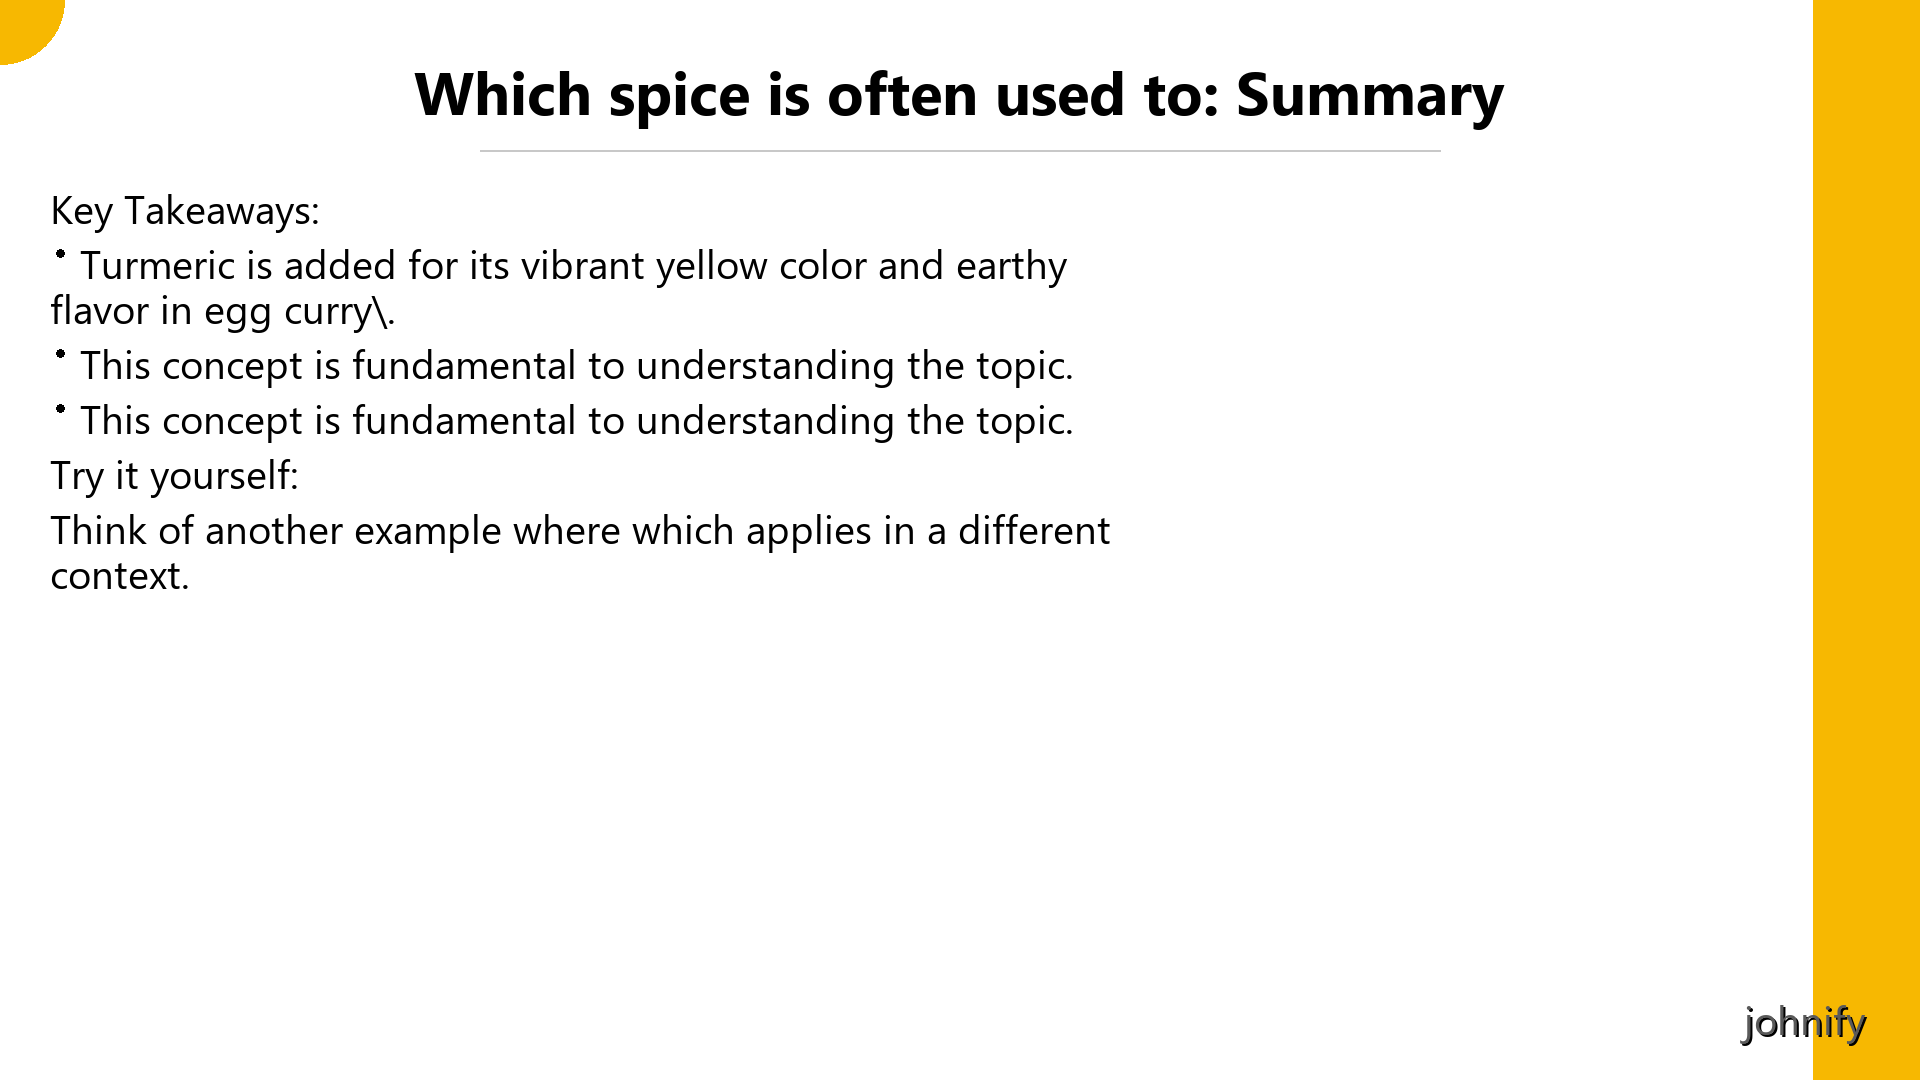 Which spice is often used to: Summary
Key Takeaways:
• Turmeric is added for its vibrant yellow color and earthy
flavor in egg curry\.
• This concept is fundamental to understanding the topic.
• This concept is fundamental to understanding the topic.
Try it yourself:
Think of another example where which applies in a different
context.
johnify